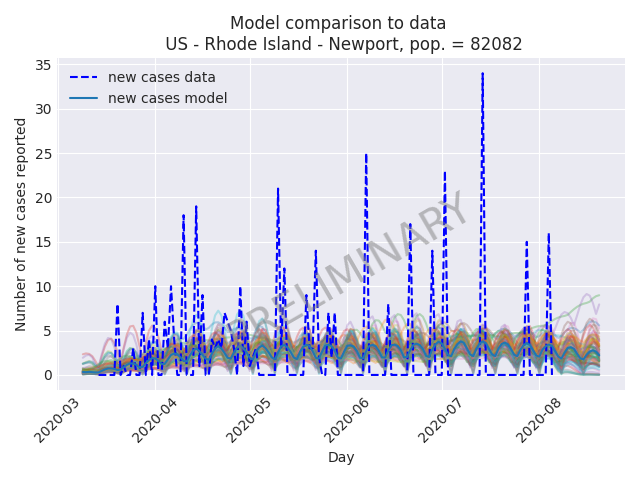 Model comparison to data
US - Rhode Island - Newport, pop. = 82082
35
30
25
20
15
10
5
0
Number of new cases reported
new cases data
new cases model
PRELIMINARY
2020-03
2020-04
2020-05
2020-06
2020-07
2020-08
Day